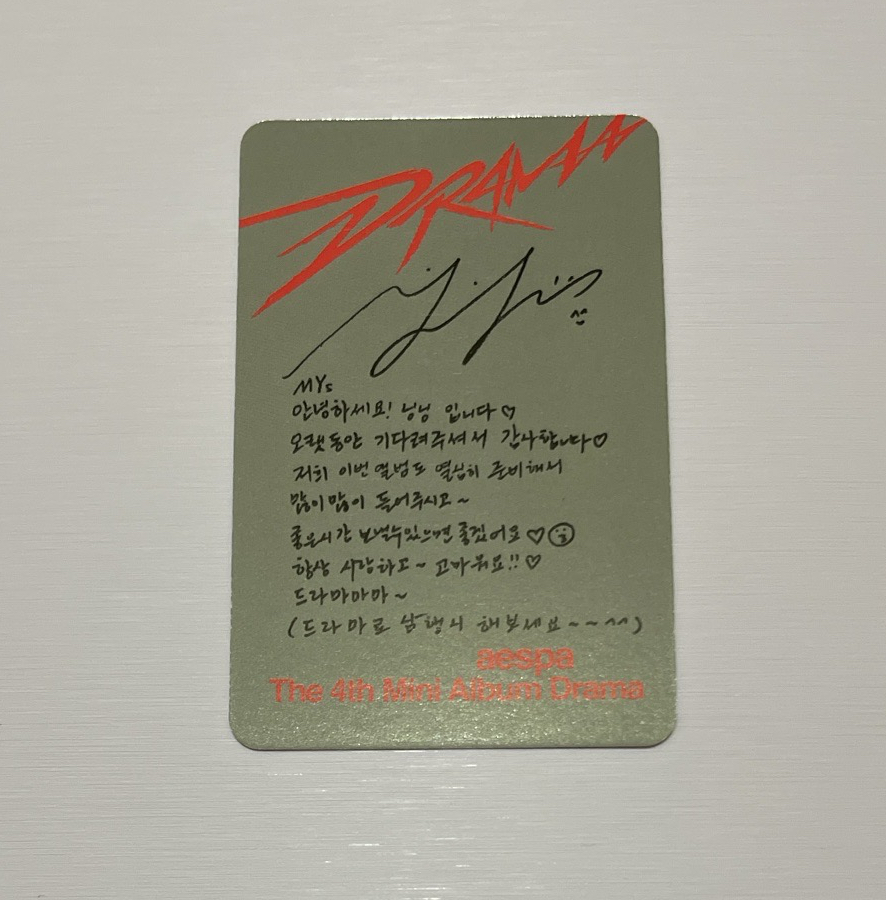 DRAMA
MYs
안녕하세요! 닝닝 입니다♡
오랫동안 기다려주셔서 감사합니다♡
저희 이번 앨범도 열심히 준비해서
많이많이 들어주시고~
좋은시간 보낼수있으면 좋겠어요♡☺
항상 사랑하고~ 고마워요!!♡
드라마마마~
(드라마로 삼행시 해보세요~~^^)
aespa
The 4th Mini Album Drama